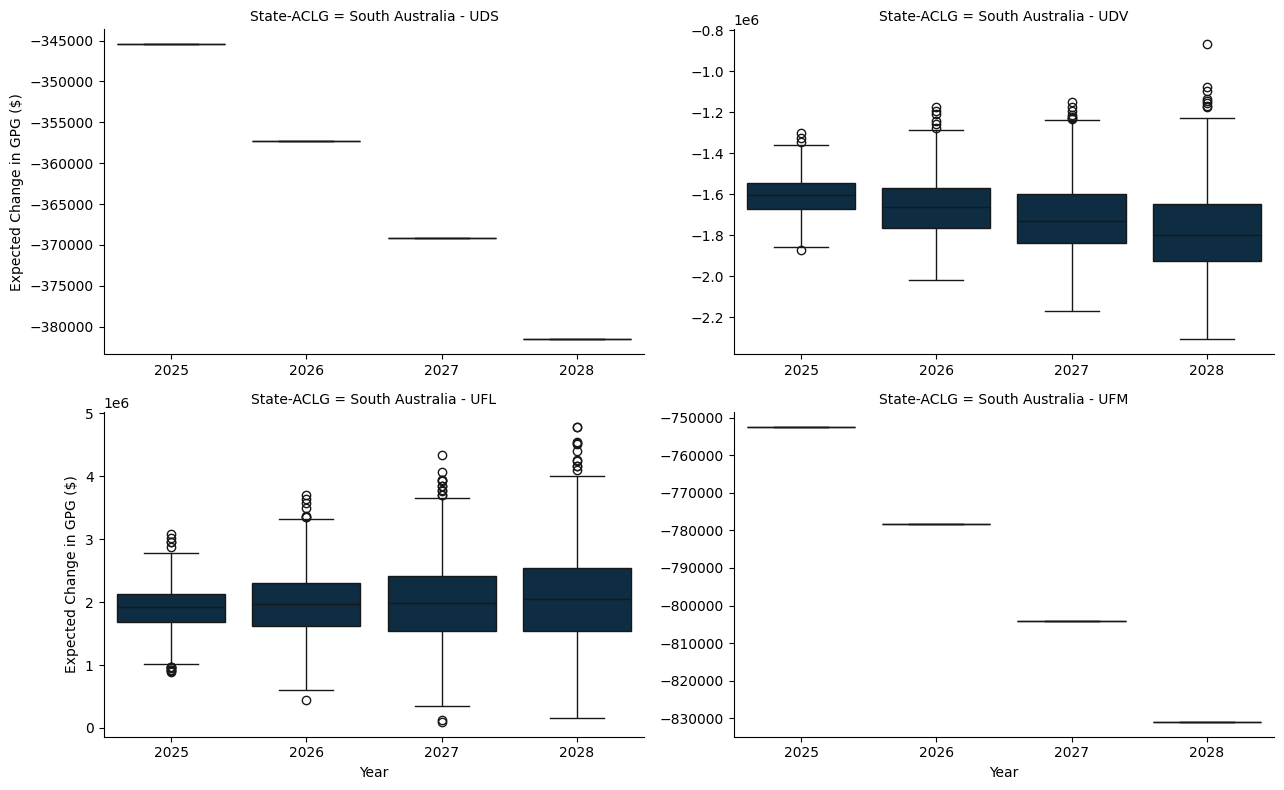 State-ACLG = South Australia - UDS
Expected Change in GPG ($)
−345000
−350000
−355000
−360000
−365000
−370000
−375000
−380000
2025 2026 2027 2028
State-ACLG = South Australia - UDV
1e6
−0.8
−1.0
−1.2
−1.4
−1.6
−1.8
−2.0
−2.2
2025 2026 2027 2028
State-ACLG = South Australia - UFL
1e6
Expected Change in GPG ($)
5
4
3
2
1
0
2025 2026 2027 2028
Year
State-ACLG = South Australia - UFM
−750000
−760000
−770000
−780000
−790000
−800000
−810000
−820000
−830000
2025 2026 2027 2028
Year